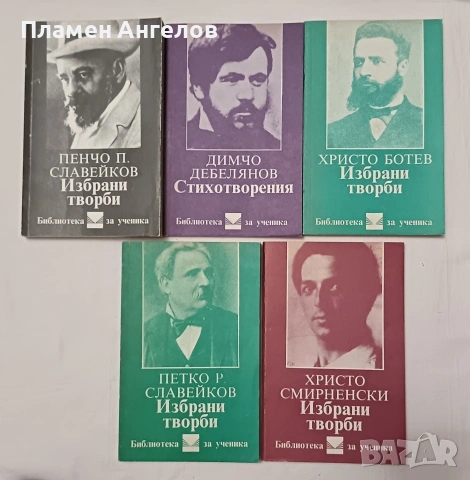 Пламен Ангелов
ПЕНЧО П.
СЛАВЕЙКОВ
Избрани
творби
Библиотека за ученика
ДИМЧО
ДЕБЕЛЯНОВ
Стихотворения
Библиотека за ученика
ХРИСТО БОТЕВ
Избрани
творби
Библиотека за ученика
ПЕТКО Р.
СЛАВЕЙКОВ
Избрани
творби
Библиотека за ученика
ХРИСТО
СМИРНЕНСКИ
Избрани
творби
Библиотека за ученика
BAZAR